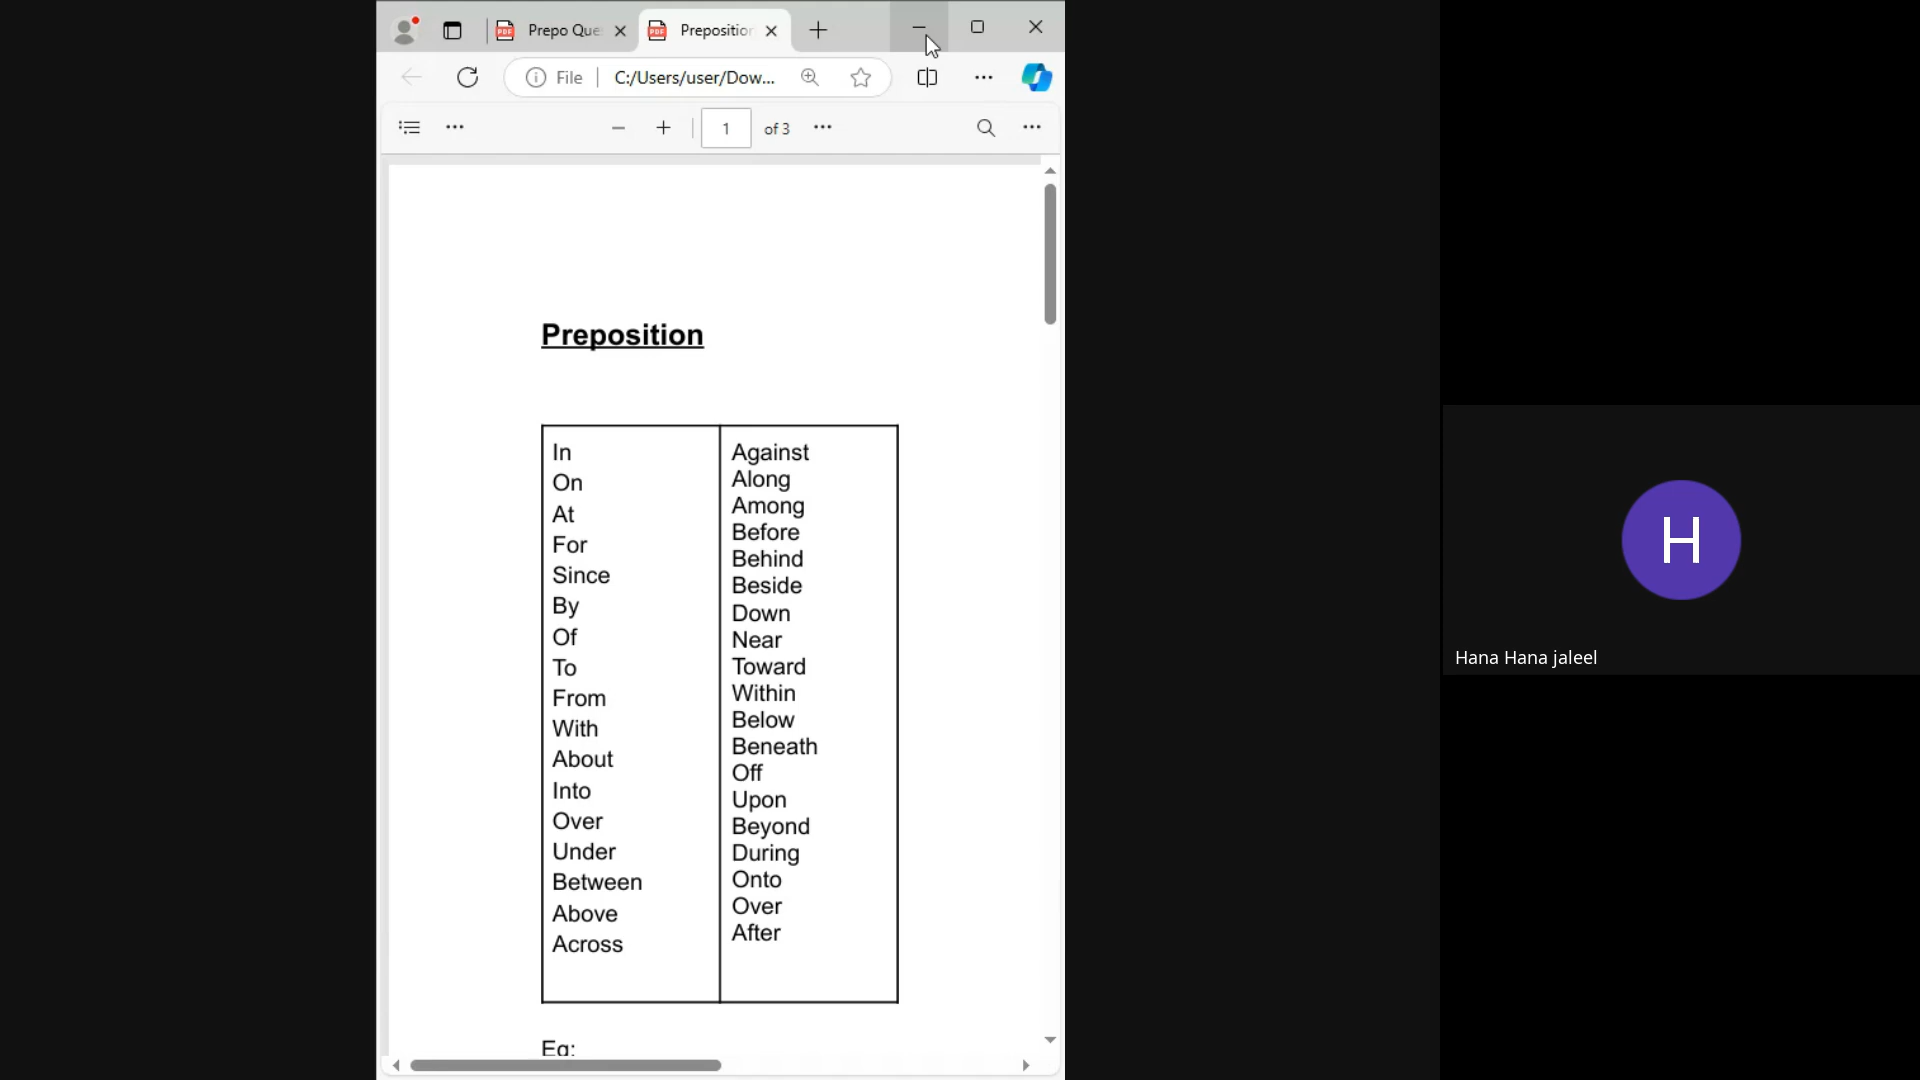 Prepo Que
Preposition
File
C:/Users/user/Dow...
1
of 3
Preposition
In
On
At
For
Since
By
Of
To
From
With
About
Into
Over
Under
Between
Above
Across
Against
Along
Among
Before
Behind
Beside
Down
Near
Toward
Within
Below
Beneath
Off
Upon
Beyond
During
Onto
Over
After
Eg:
H
Hana Hana jaleel